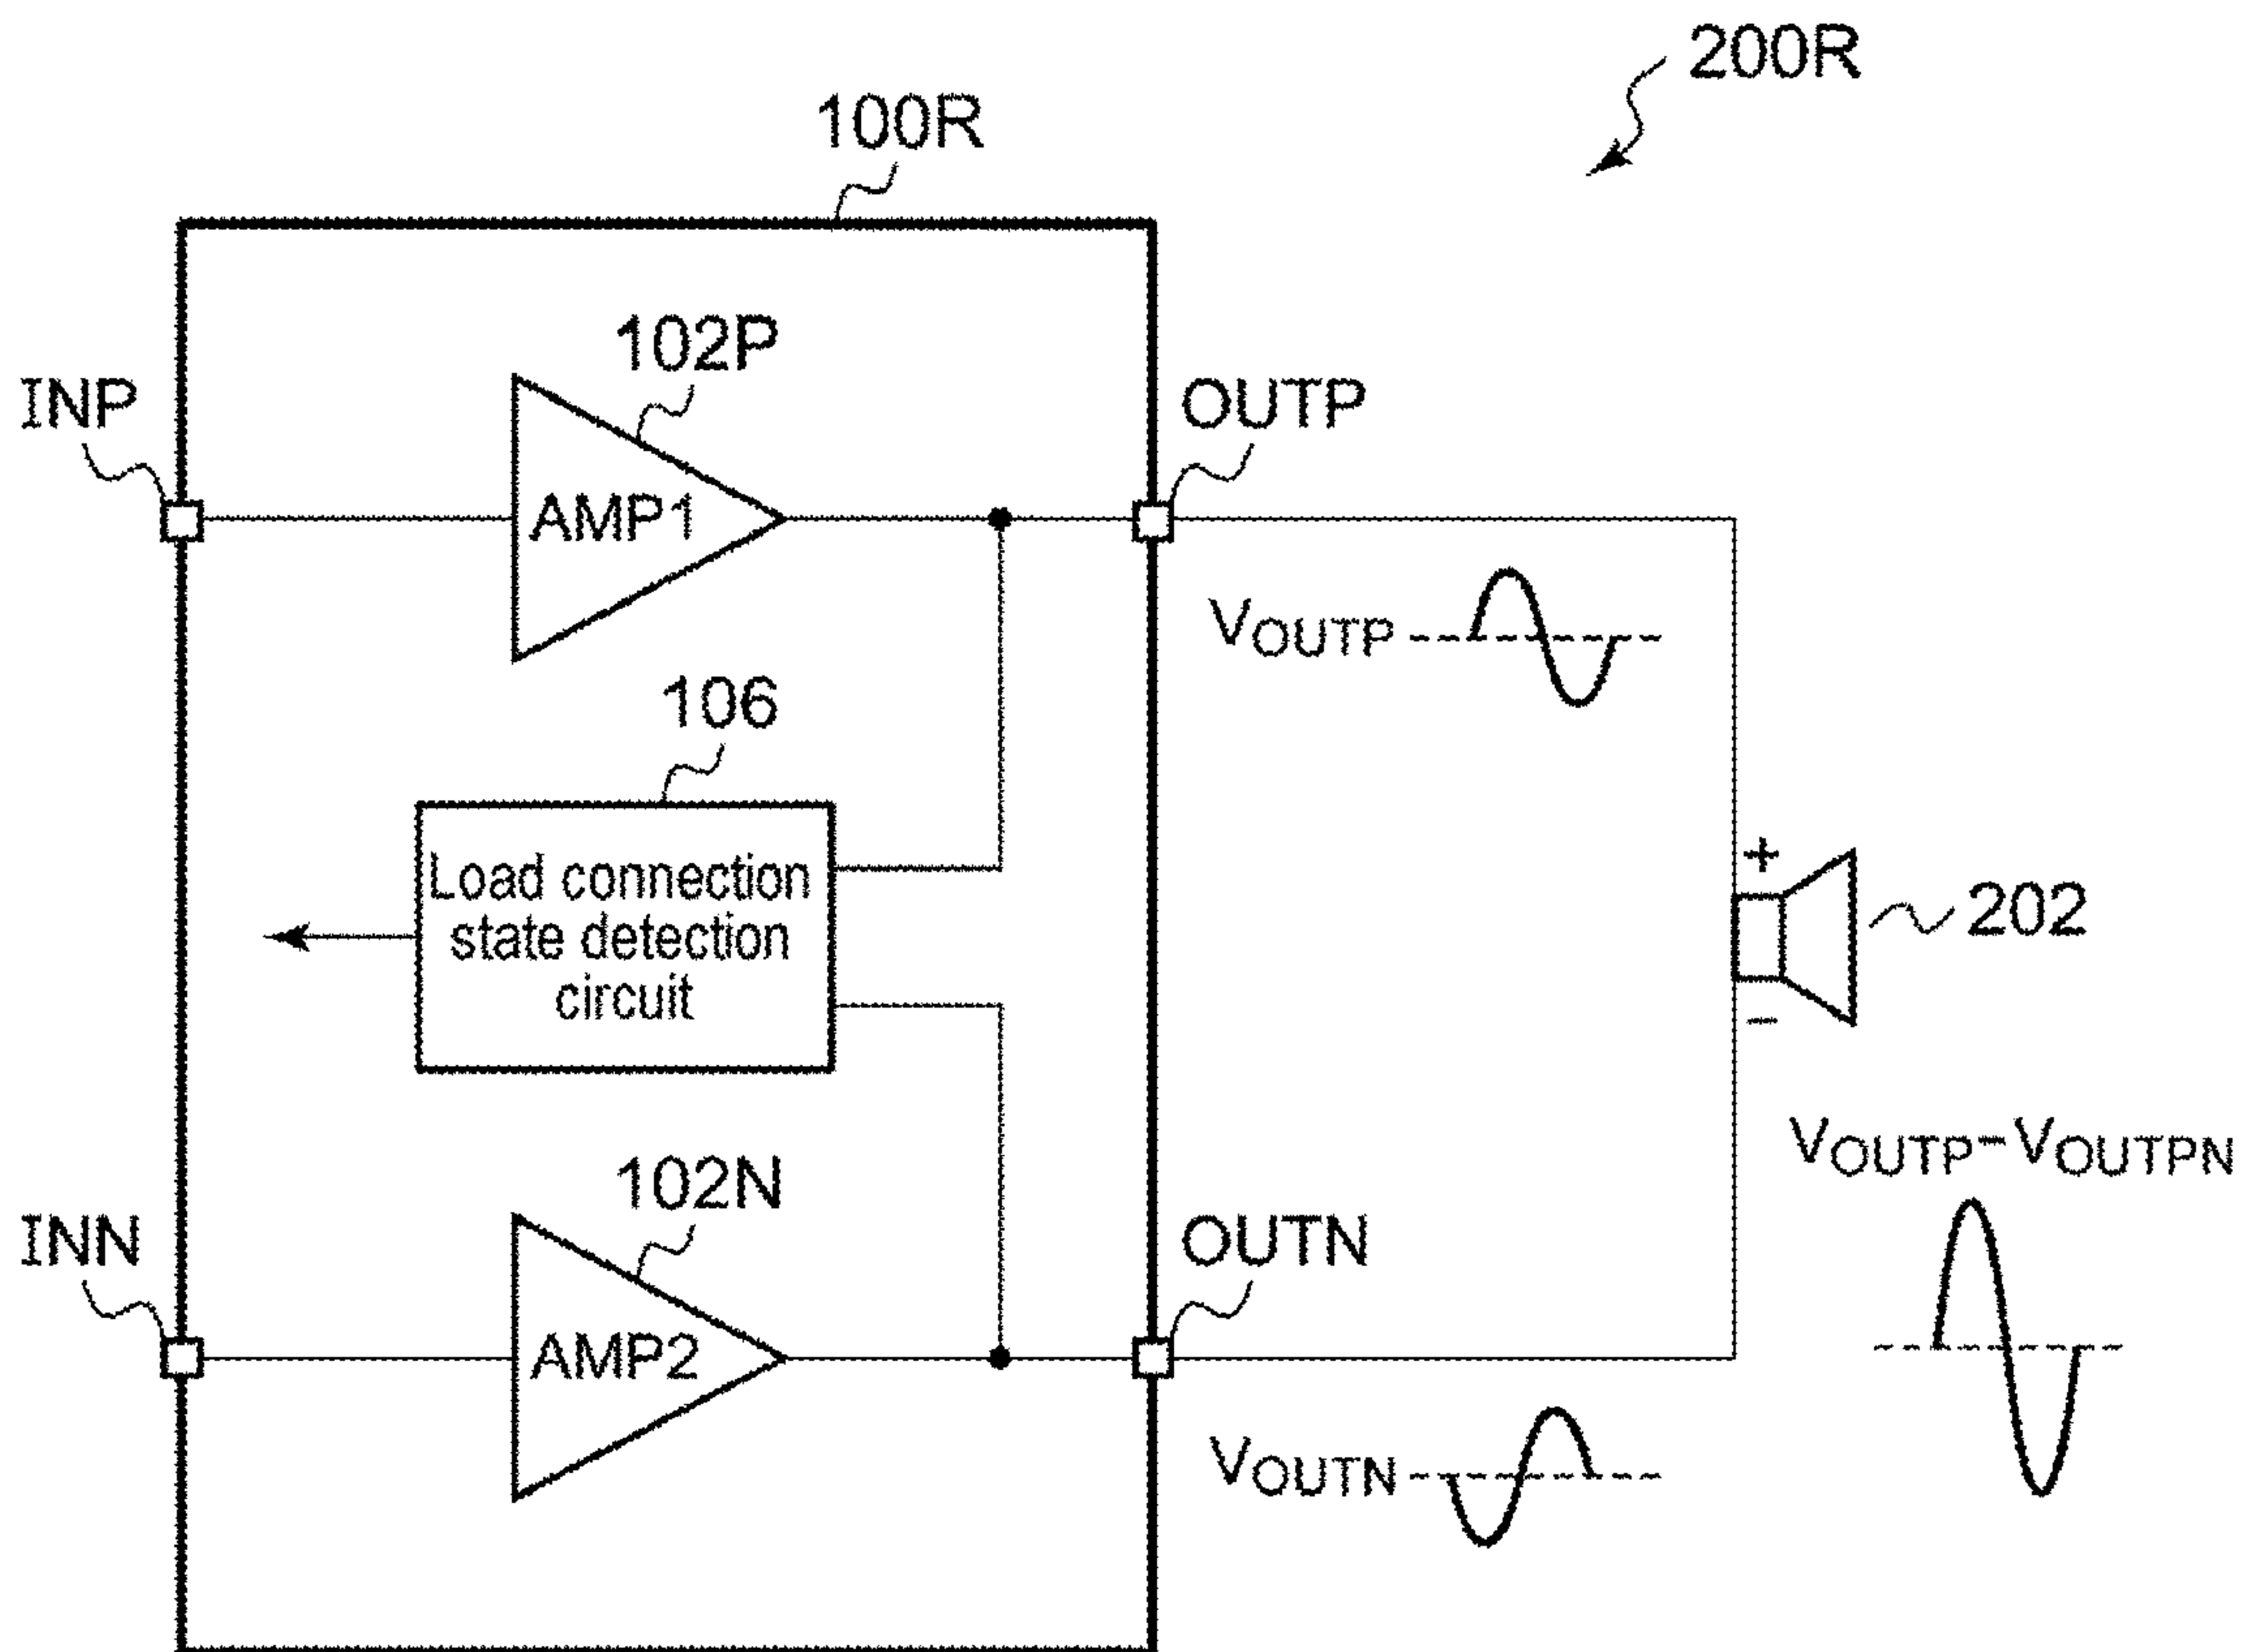 200R
100R
102P
INP
OUTP
AMP1
VOUTP
106
Load connection
state detection
circuit
+
202
−
VOUTP−VOUTPN
102N
INN
OUTN
AMP2
VOUTN